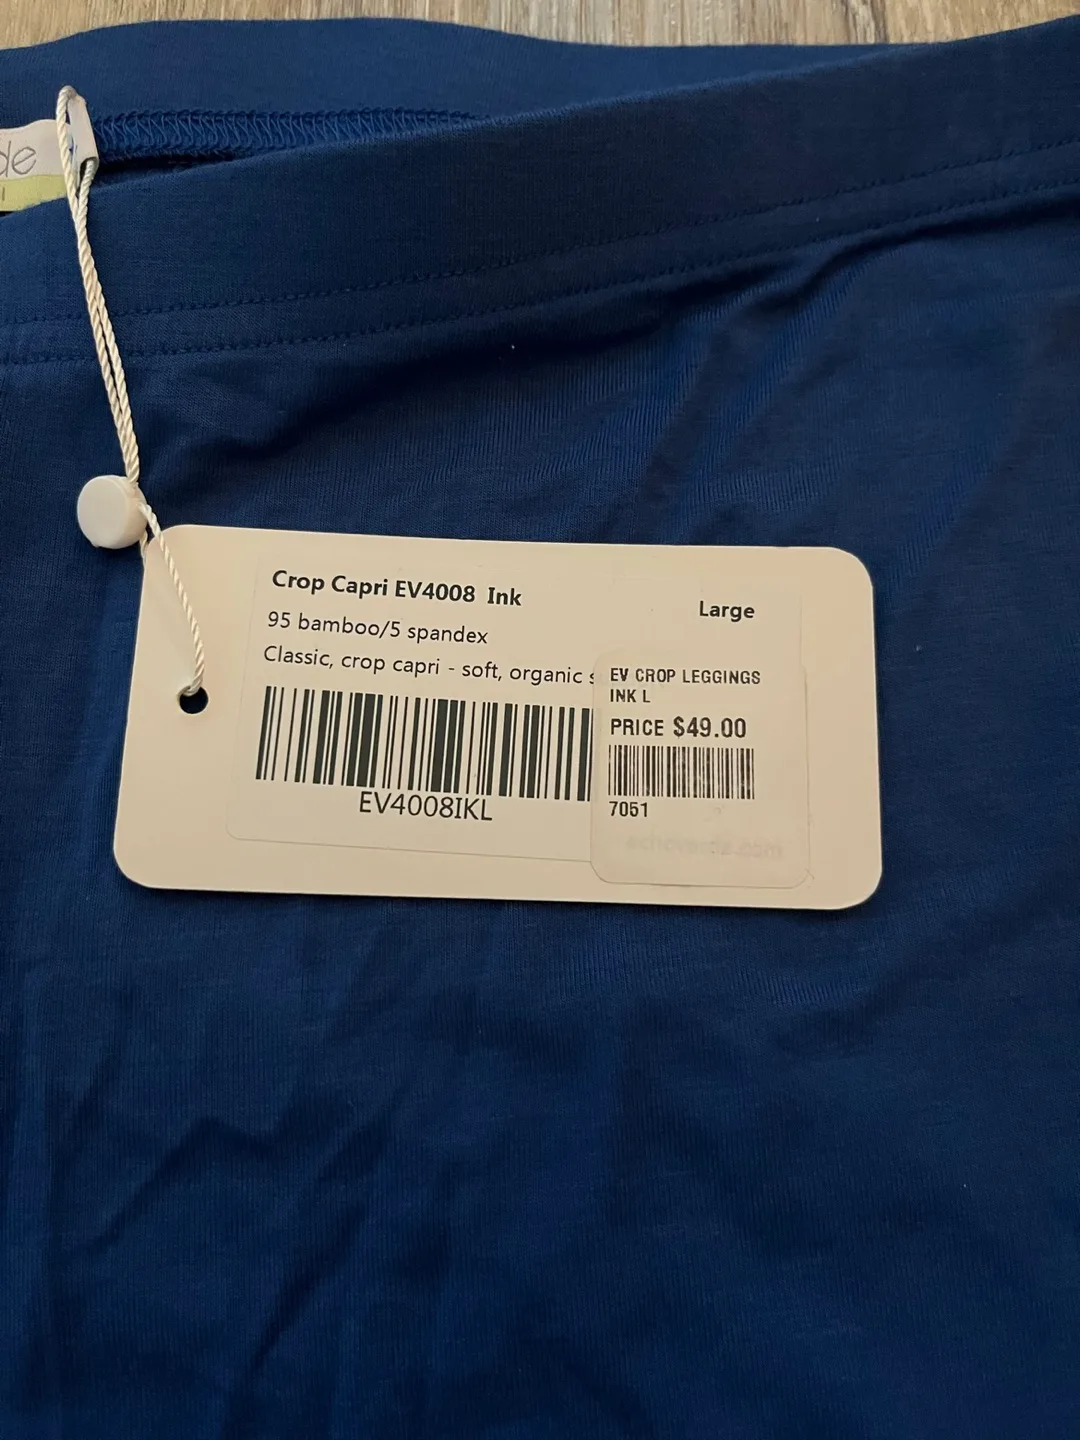 de
Crop Capri EV4008 Ink
Large
95 bamboo/5 spandex
Classic, crop capri - soft, organic s
EV4008IKL
EV CROP LEGGINGS
INK L
PRICE $49.00
7051